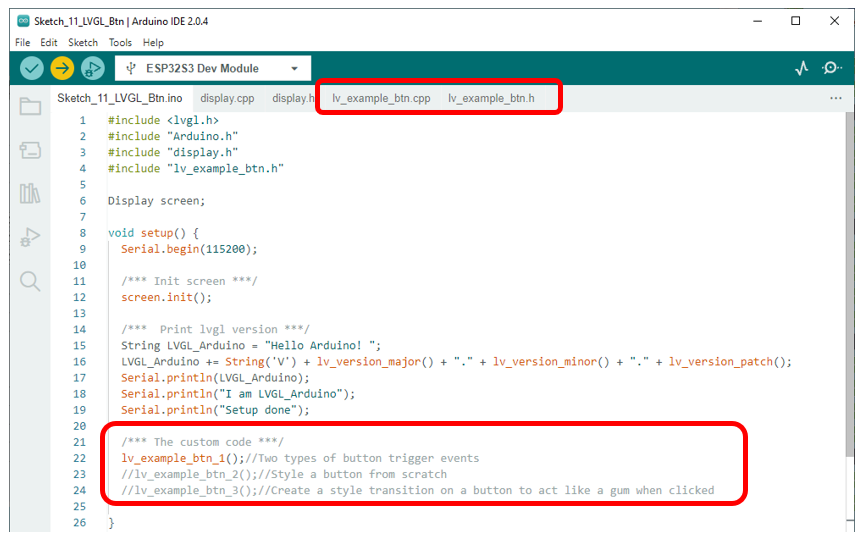 Sketch_11_LVGL_Btn | Arduino IDE 2.0.4
File Edit Sketch Tools Help
ESP32S3 Dev Module
Sketch_11_LVGL_Btn.ino display.cpp display.h lv_example_btn.cpp lv_example_btn.h ...
1 #include <lvgl.h>
2 #include "Arduino.h"
3 #include "display.h"
4 #include "lv_example_btn.h"
5
6 Display screen;
7
8 void setup() {
9 Serial.begin(115200);
10
11 /*** Init screen ***/
12 screen.init();
13
14 /***  Print lvgl version ***/
15 String LVGL_Arduino = "Hello Arduino! ";
16 LVGL_Arduino += String('V') + lv_version_major() + "." + lv_version_minor() + "." + lv_version_patch();
17 Serial.println(LVGL_Arduino);
18 Serial.println("I am LVGL_Arduino");
19 Serial.println("Setup done");
20
21 /*** The custom code ***/
22 lv_example_btn_1();//Two types of button trigger events
23 //lv_example_btn_2();//Style a button from scratch
24 //lv_example_btn_3();//Create a style transition on a button to act like a gum when clicked
25
26 }